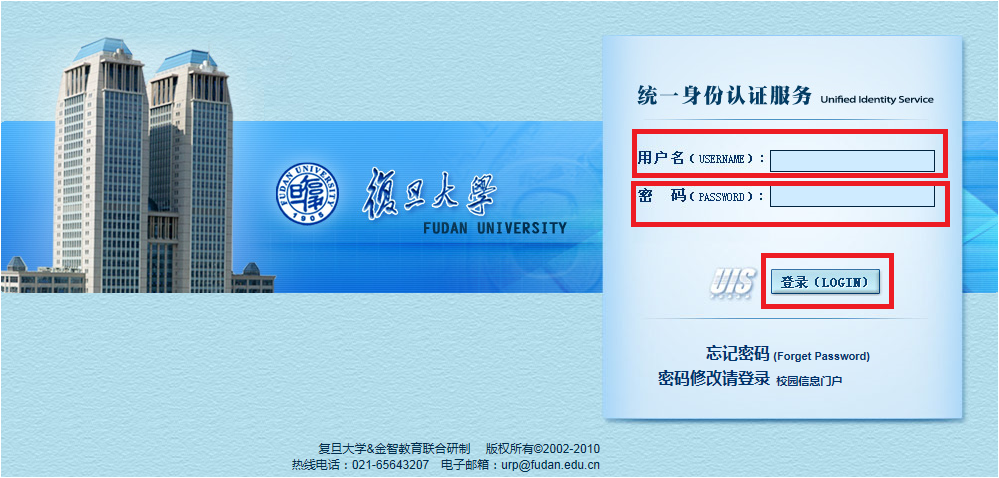 统一身份认证服务 Unified Identity Service
用户名(USERNAME):
密 码(PASSWORD):
FUDAN UNIVERSITY
1905
復旦大學
FUDAN UNIVERSITY
UIS
登录(LOGIN)
忘记密码(Forget Password)
密码修改请登录 校园信息门户
复旦大学&金智教育联合研制 版权所有©2002-2010
热线电话:021-65643207 电子邮箱:urp@fudan.edu.cn